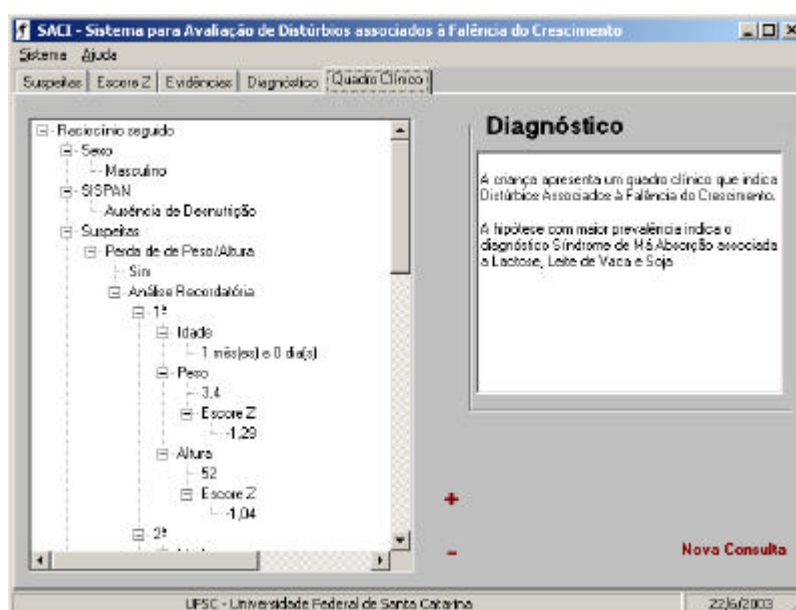 SACI - Sistema para Avaliação de Distúrbios associados à Falência do Crescimento
Sistema Ajuda
Suspeitas Escore Z Evidências Diagnóstico Quadro Clínico
Raciocínio seguido
Sexo
Masculino
SISPAN
Ausência de Desnutrição
Suspeitas
Perda de de Peso/Altura
Sim
Análise Recordatória
1ª
Idade
1 mês(es) e 0 dia(s)
Peso
3,4
Escore Z
-1,29
Altura
52
Escore Z
-1,04
2ª
Diagnóstico
A criança apresenta um quadro clínico que indica
Distúrbios Associados à Falência do Crescimento.
A hipótese com maior prevalência indica o
diagnóstico Síndrome de Má Absorção associada
a Lactose, Leite de Vaca e Soja
+
-
Nova Consulta
UFSC - Universidade Federal de Santa Catarina
22/6/2003